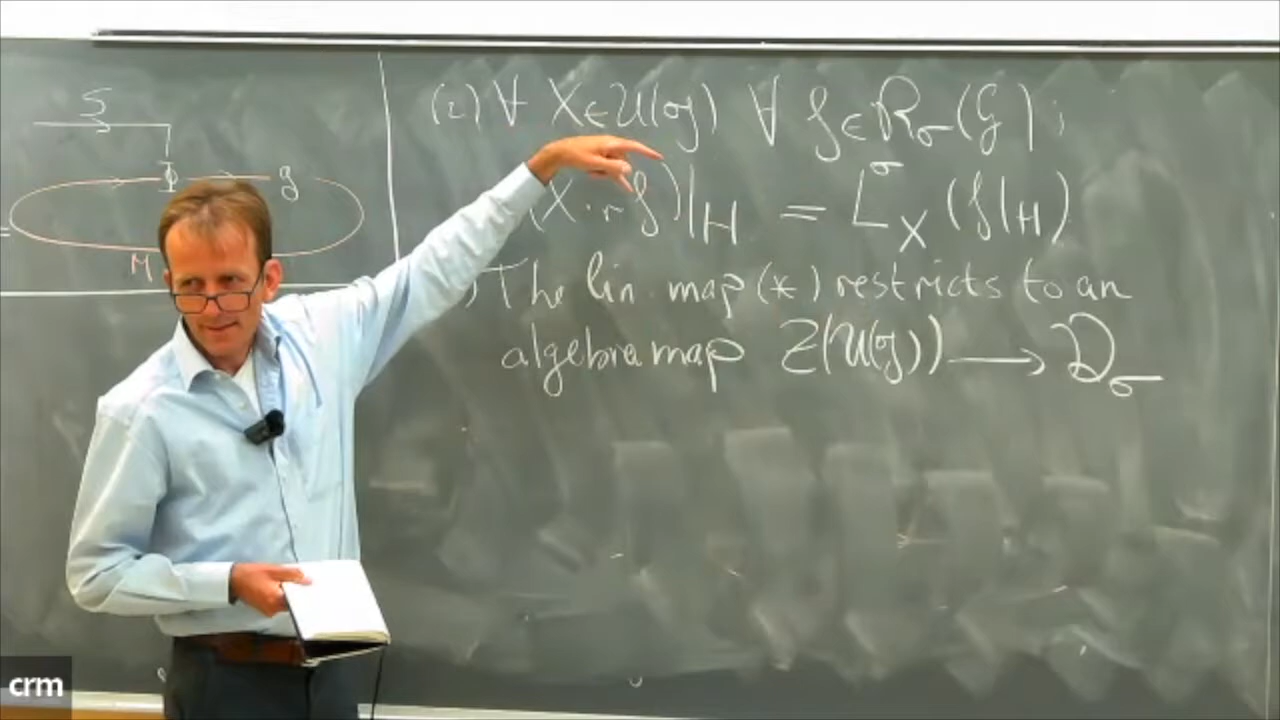 S
Φ g
M
(2) ∀ X ∈ U(𝔤) ∀ f ∈ R_σ(G);
(X ·_r f)|_H = L^σ_X (f|_H)
) The lin. map (*) restricts to an
algebra map Z(U(𝔤)) ⟶ D_σ
crm